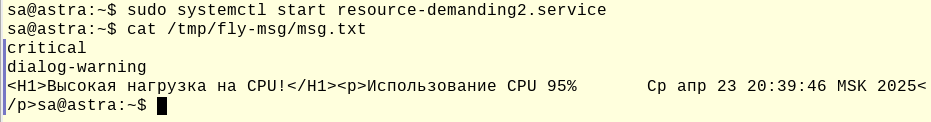 sa@astra:~$ sudo systemctl start resource-demanding2.service
sa@astra:~$ cat /tmp/fly-msg/msg.txt
critical
dialog-warning
<H1>Высокая нагрузка на CPU!</H1><p>Использование CPU 95%       Ср апр 23 20:39:46 MSK 2025<
/p>sa@astra:~$